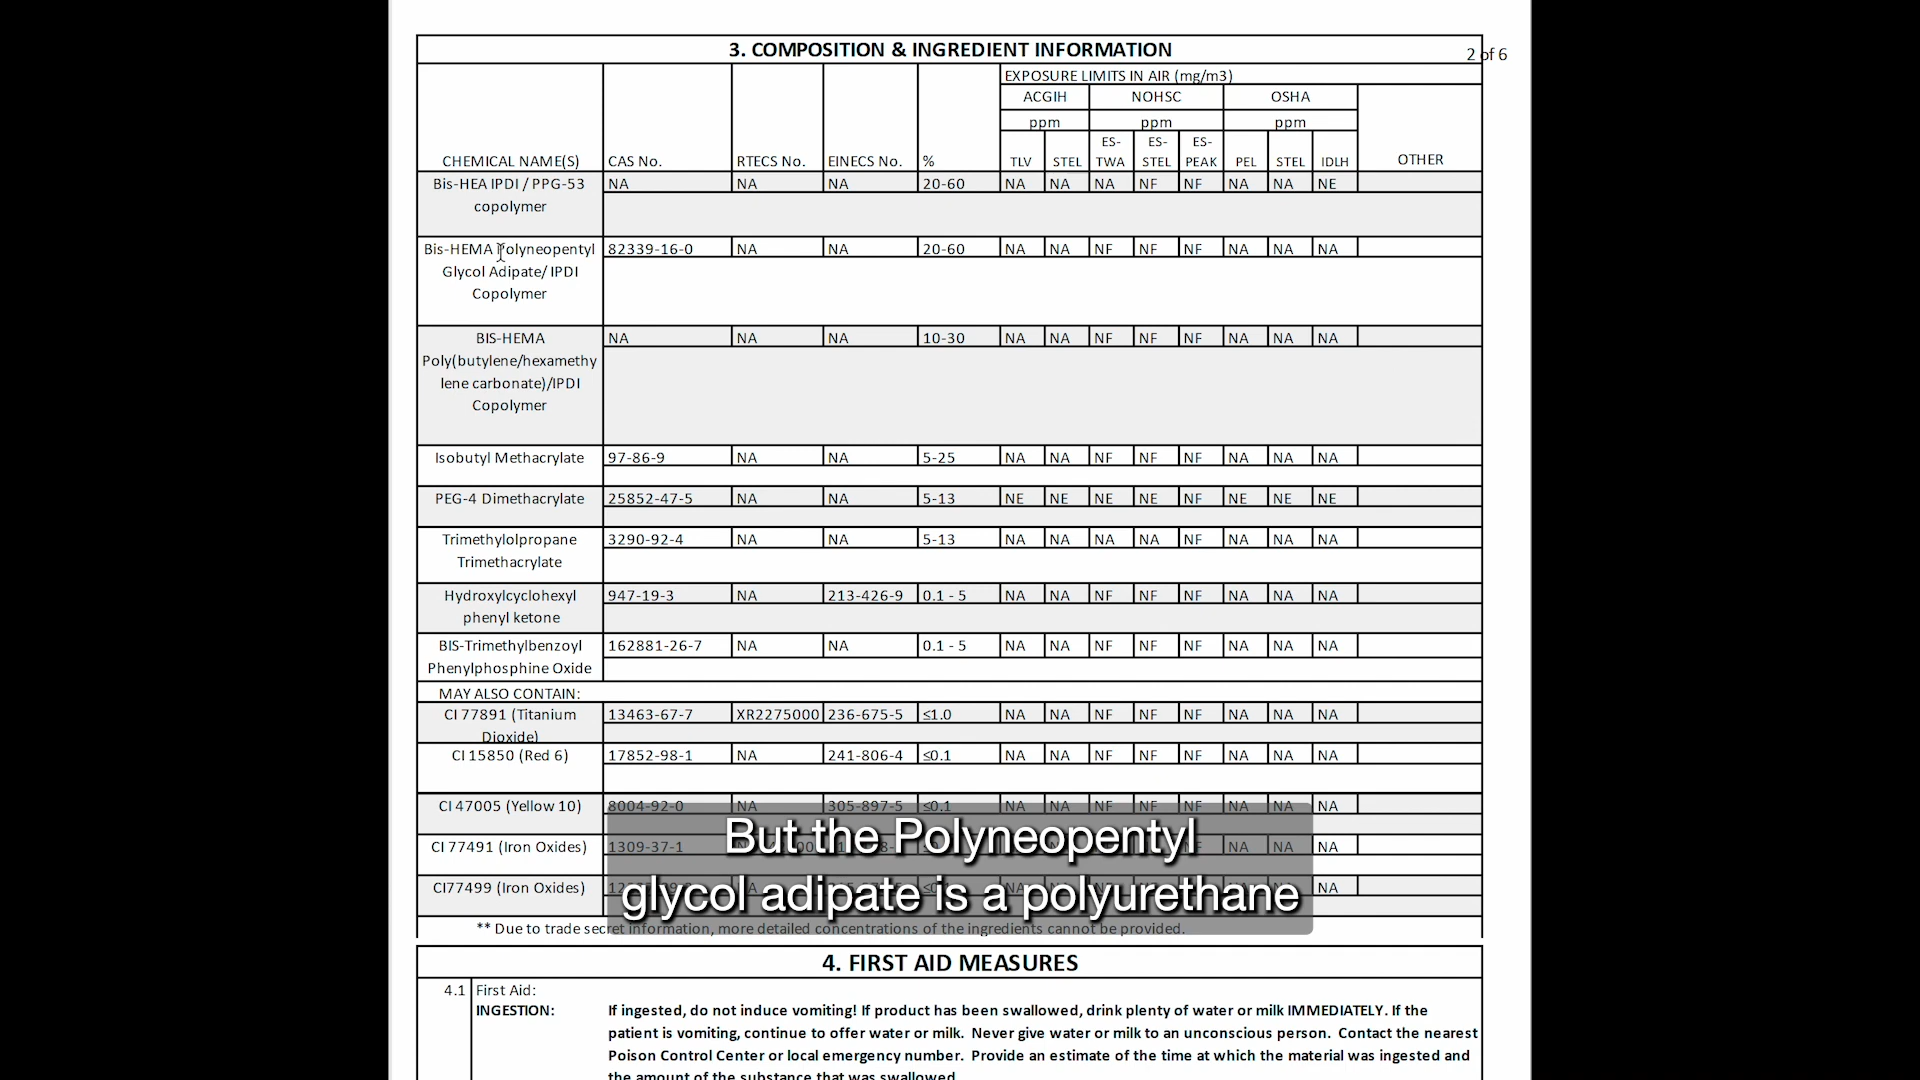 3. COMPOSITION & INGREDIENT INFORMATION
2 of 6
EXPOSURE LIMITS IN AIR (mg/m3)
ACGIH NOHSC OSHA
ppm ppm ppm
CHEMICAL NAME(S) CAS No. RTECS No. EINECS No. % TLV STEL ES-TWA ES-STEL ES-PEAK PEL STEL IDLH OTHER
Bis-HEA IPDI / PPG-53 NA NA NA 20-60 NA NA NA NF NF NA NA NE
copolymer
Bis-HEMA Polyneopentyl 82339-16-0 NA NA 20-60 NA NA NF NF NF NA NA NA
Glycol Adipate/ IPDI
Copolymer
BIS-HEMA NA NA NA 10-30 NA NA NF NF NF NA NA NA
Poly(butylene/hexamethy
lene carbonate)/IPDI
Copolymer
Isobutyl Methacrylate 97-86-9 NA NA 5-25 NA NA NF NF NF NA NA NA
PEG-4 Dimethacrylate 25852-47-5 NA NA 5-13 NE NE NE NE NF NE NE NE
Trimethylolpropane 3290-92-4 NA NA 5-13 NA NA NA NA NF NA NA NA
Trimethacrylate
Hydroxylcyclohexyl 947-19-3 NA 213-426-9 0.1 - 5 NA NA NF NF NF NA NA NA
phenyl ketone
BIS-Trimethylbenzoyl 162881-26-7 NA NA 0.1 - 5 NA NA NF NF NF NA NA NA
Phenylphosphine Oxide
MAY ALSO CONTAIN:
CI 77891 (Titanium 13463-67-7 XR2275000 236-675-5 ≤1.0 NA NA NF NF NF NA NA NA
Dioxide)
CI 15850 (Red 6) 17852-98-1 NA 241-806-4 ≤0.1 NA NA NF NF NF NA NA NA
CI 47005 (Yellow 10) 8004-92-0 NA 305-897-5 ≤0.1 NA NA NF NF NF NA NA NA
CI 77491 (Iron Oxides) 1309-37-1 NA NA NA
CI77499 (Iron Oxides) NA
But the Polyneopentyl
glycol adipate is a polyurethane
** Due to trade secret information, more detailed concentrations of the ingredients cannot be provided.
4. FIRST AID MEASURES
4.1 First Aid:
INGESTION: If ingested, do not induce vomiting! If product has been swallowed, drink plenty of water or milk IMMEDIATELY. If the
patient is vomiting, continue to offer water or milk. Never give water or milk to an unconscious person. Contact the nearest
Poison Control Center or local emergency number. Provide an estimate of the time at which the material was ingested and
the amount of the substance that was swallowed.